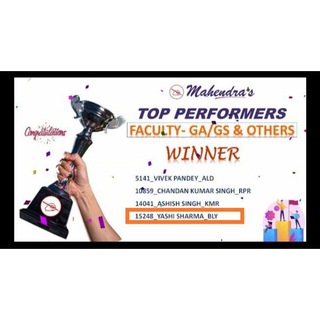 Mahendra's
Congratulations
TOP PERFORMERS
FACULTY- GA/GS & OTHERS
WINNER
5141_VIVEK PANDEY_ALD
10859_CHANDAN KUMAR SINGH_RPR
14041_ASHISH SINGH_KMR
15248_YASHI SHARMA_BLY